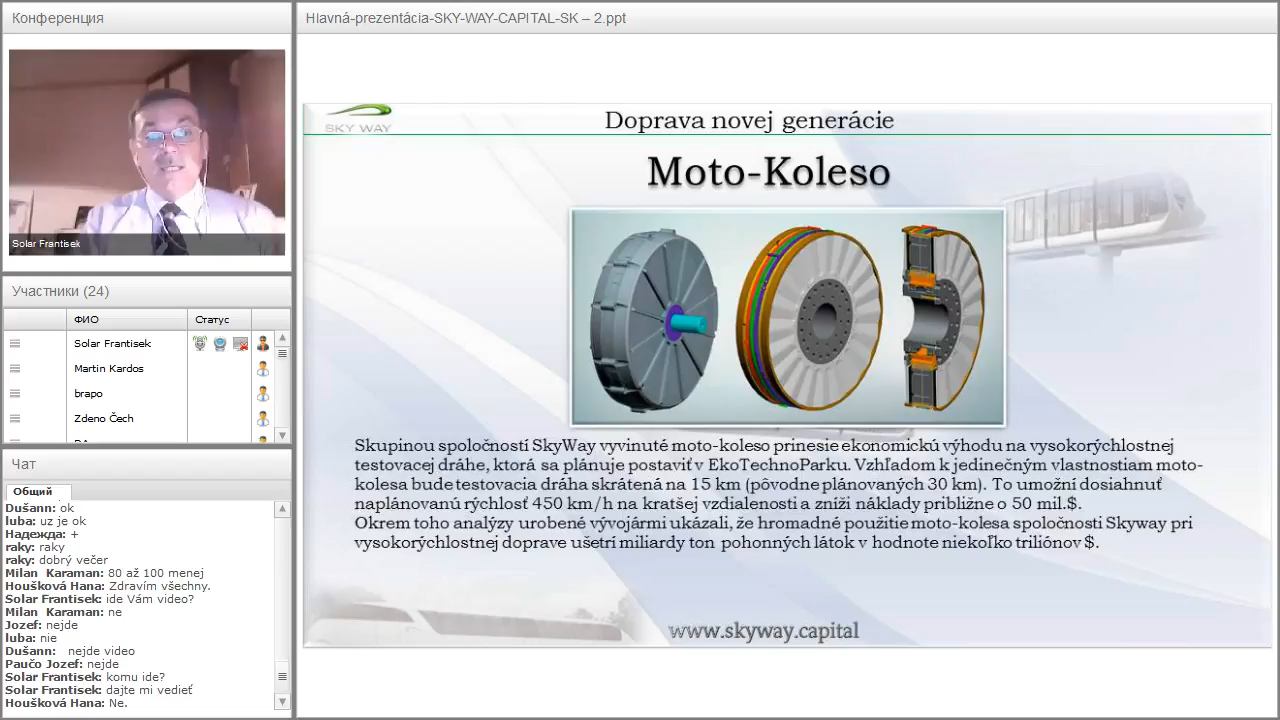 Конференция
Solar Frantisek
Участники (24)
ФИО
Статус
Solar Frantisek
Martin Kardos
brapo
Zdeno Čech
Чат
Общий
Dušann: ok
luba: uz je ok
Надежда: +
raky: raky
raky: dobrý večer
Milan Karaman: 80 až 100 menej
Houšková Hana: Zdravím všechny.
Solar Frantisek: ide Vám video?
Milan Karaman: ne
Jozef: nejde
luba: nie
Dušann: nejde video
Paučo Jozef: nejde
Solar Frantisek: komu ide?
Solar Frantisek: dajte mi vedieť
Houšková Hana: Ne.
Hlavná-prezentácia-SKY-WAY-CAPITAL-SK – 2.ppt
SKY WAY
Doprava novej generácie
Moto-Koleso
Skupinou spoločností SkyWay vyvinuté moto-koleso prinesie ekonomickú výhodu na vysokorýchlostnej
testovacej dráhe, ktorá sa plánuje postaviť v EkoTechnoParku. Vzhľadom k jedinečným vlastnostiam moto-
kolesa bude testovacia dráha skrátená na 15 km (pôvodne plánovaných 30 km). To umožní dosiahnuť
naplánovanú rýchlosť 450 km/h na kratšej vzdialenosti a zníži náklady približne o 50 mil.$.
Okrem toho analýzy urobené vývojármi ukázali, že hromadné použitie moto-kolesa spoločnosti Skyway pri
vysokorýchlostnej doprave ušetrí miliardy ton pohonných látok v hodnote niekoľko triliónov $.
www.skyway.capital